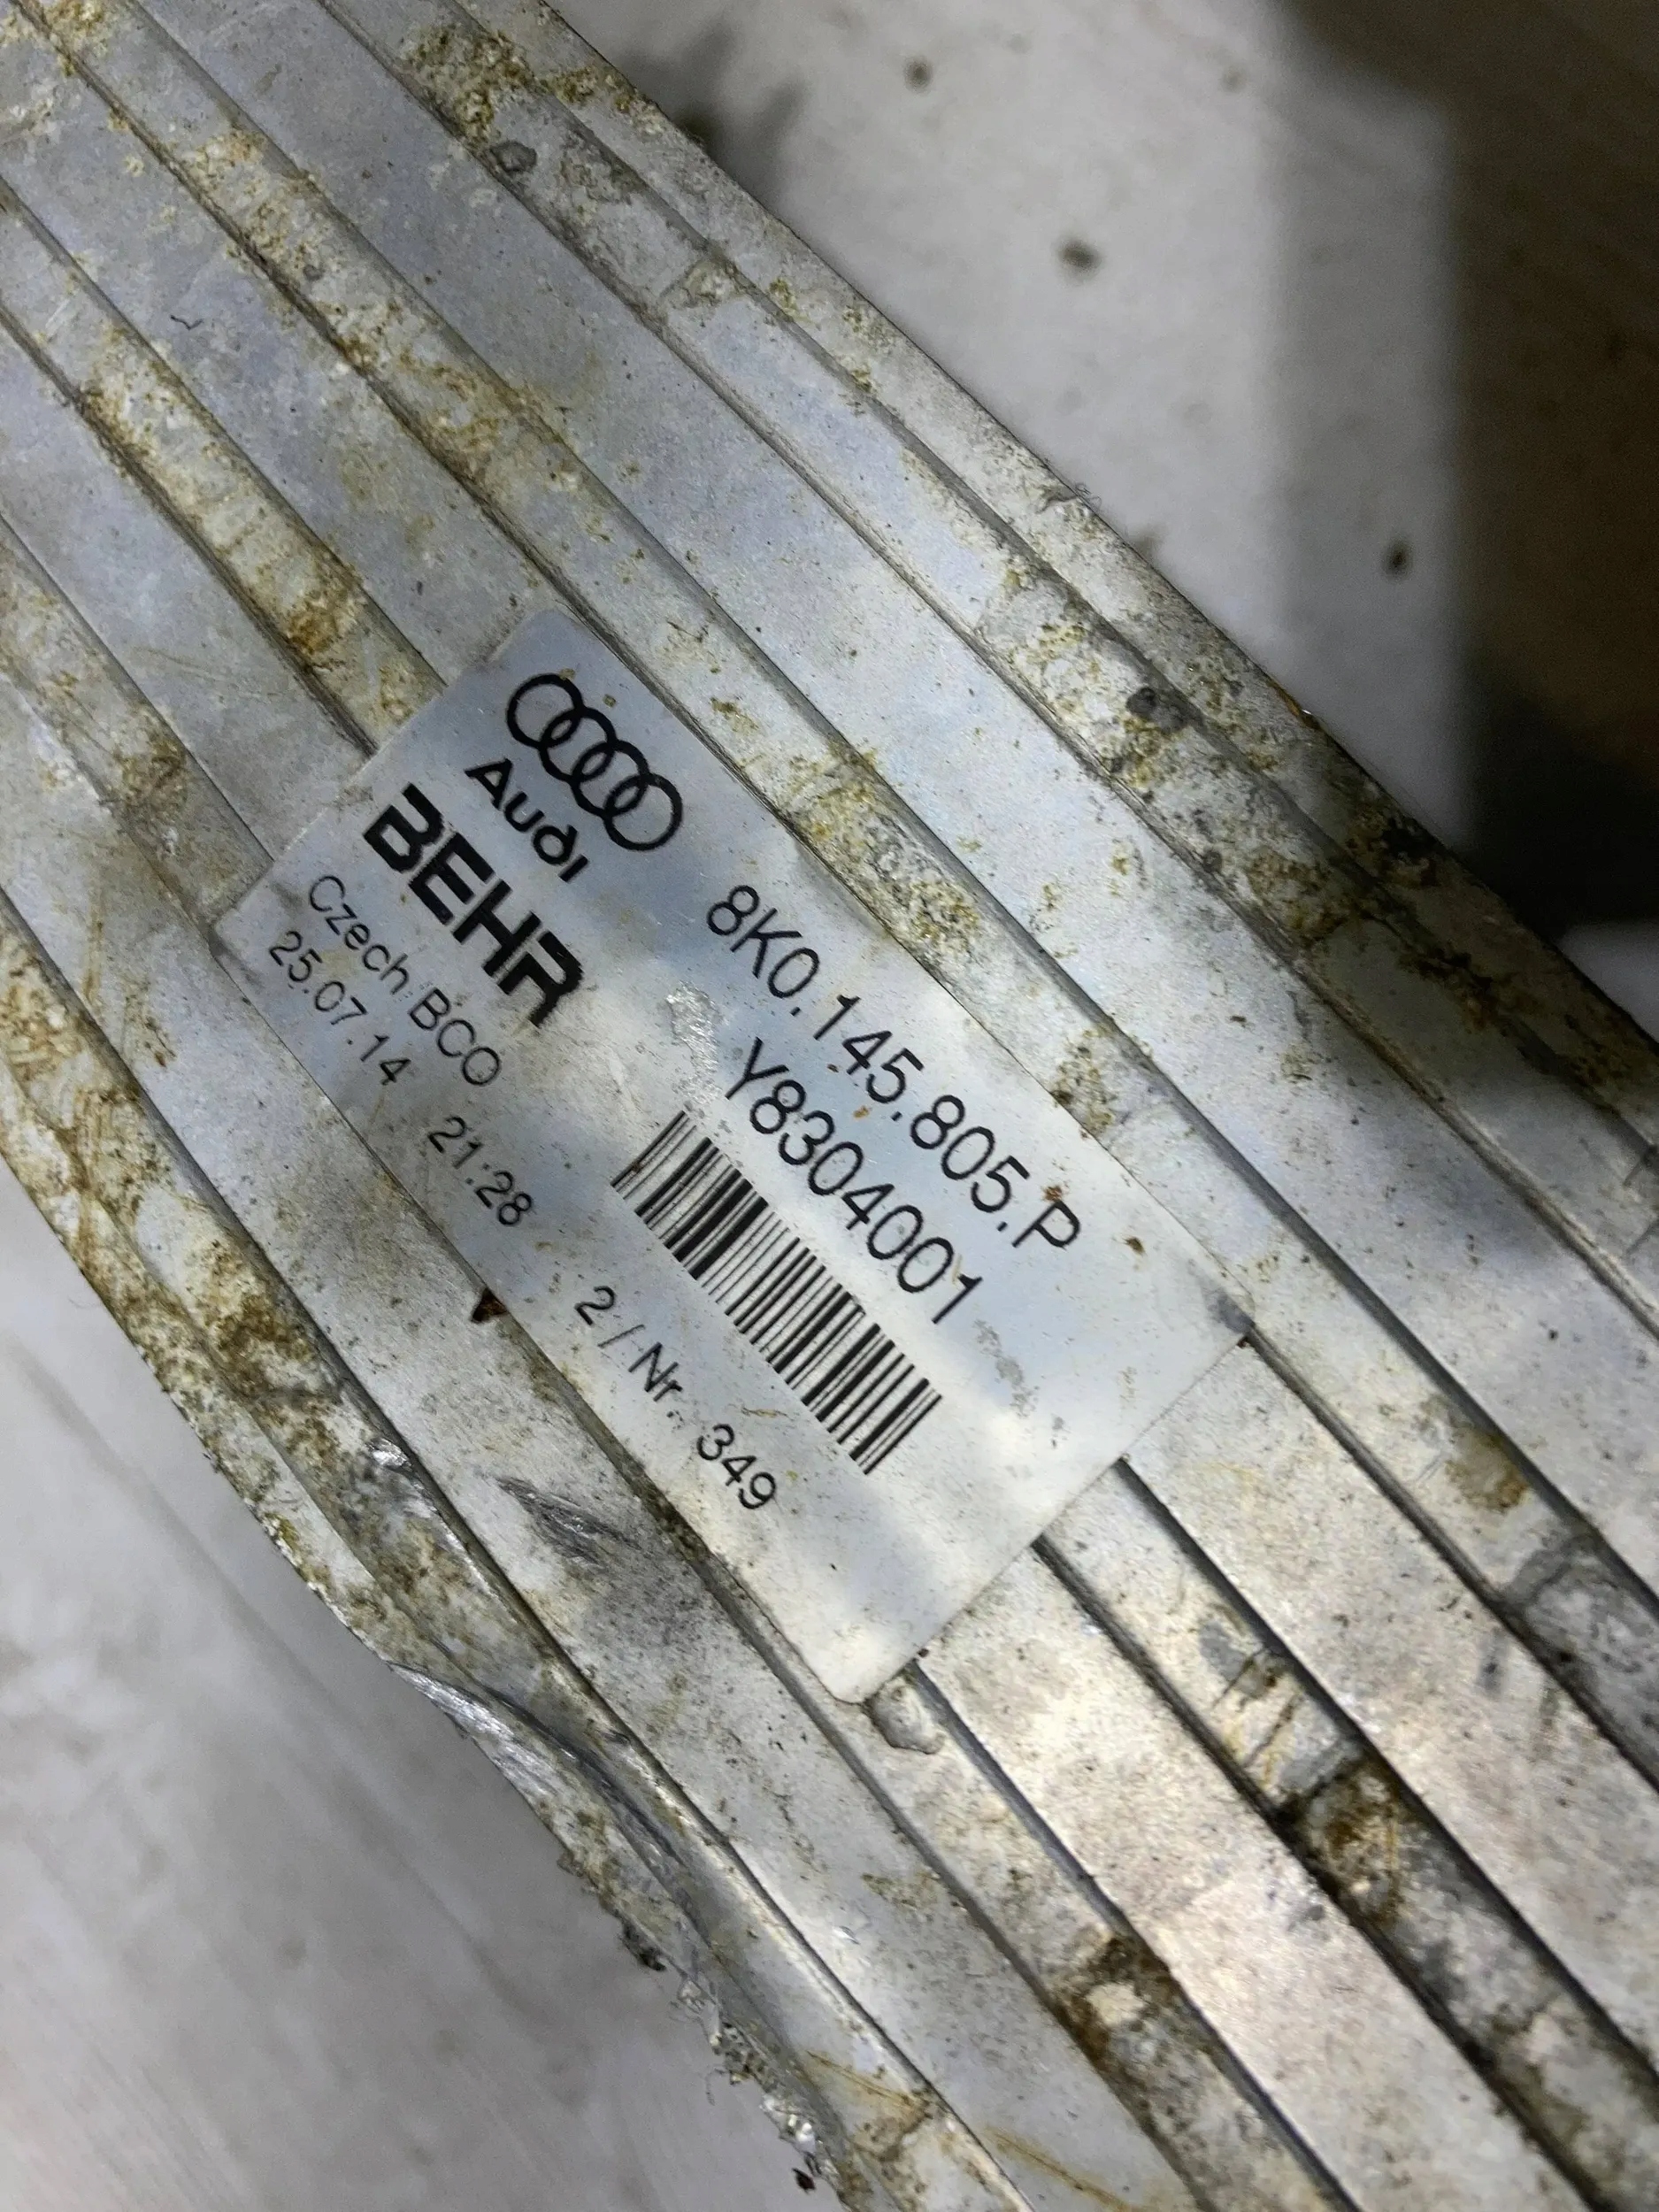 Audi
BEHR
Czech BCO
25.07.14 21:28 2 / Nr. 349
8K0.145.805.P
Y8304001